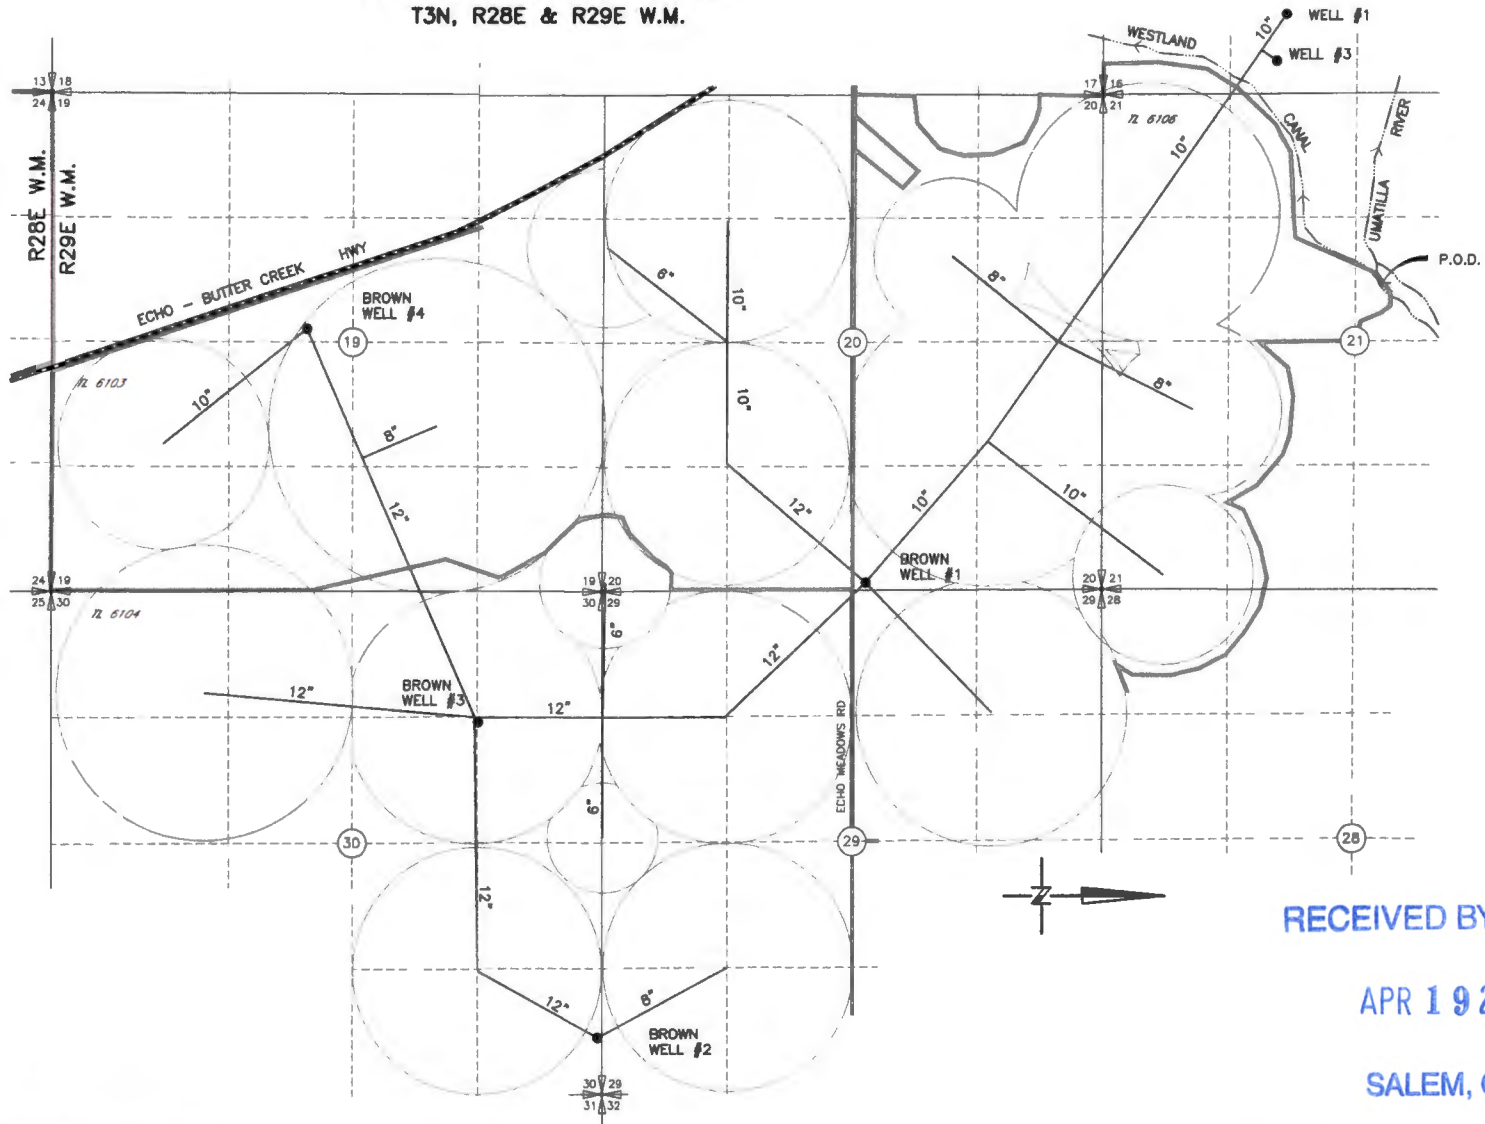 T3N, R28E & R29E W.M.
WELL #1
10"
WELL #3
WESTLAND
13 18
24 19
17 16
20 21
TL 6106
CANAL
RIVER
UMATILLA
10"
R28E W.M.
R29E W.M.
P.O.D.
ECHO - BUTTER CREEK HWY
BROWN
WELL #4
6"
10"
8"
19
20
21
TL 6103
10"
8"
10"
8"
12"
12"
10"
10"
BROWN
WELL #1
24 19
25 30
19 20
30 29
20 21
29 28
TL 6104
6"
12"
BROWN
WELL #3
12"
12"
ECHO MEADOWS RD
6"
30
29
28
12"
N
RECEIVED BY
APR 19
12"
8"
BROWN
WELL #2
SALEM,
30 29
31 32